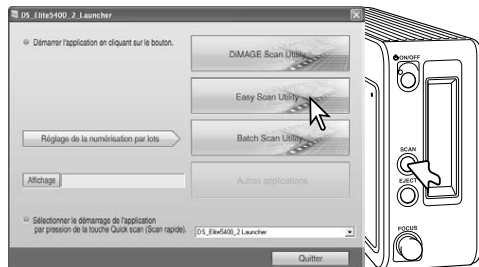 DS_Elite5400_2_Launcher
Démarrer l'application en cliquant sur le bouton.
DiMAGE Scan Utility
Easy Scan Utility
Réglage de la numérisation par lots
Batch Scan Utility
Affichage
Autres applications
Sélectionner le démarrage de l'application
par pression de la touche Quick scan (Scan rapide).
DS_Elite5400_2 Launcher
Quitter
ON/OFF
SCAN
EJECT
FOCUS